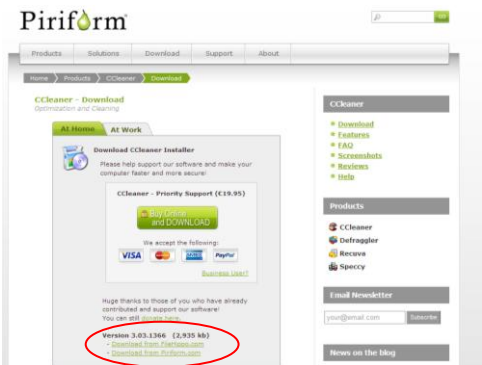 Piriform
GO
Products Solutions Download Support About
Home Products CCleaner Download
CCleaner - Download
Optimization and Cleaning
At Home At Work
Download CCleaner Installer
Please help support our software and make your
computer faster and more secure!
CCleaner - Priority Support (€19.95)
Buy Online
and DOWNLOAD
We accept the following:
VISA PayPal
Business User?
Huge thanks to those of you who have already
contributed and support our software!
You can still donate here.
Version 3.03.1366 (2,935 kb)
- Download from FileHippo.com
- Download from Piriform.com
CCleaner
Download
Features
FAQ
Screenshots
Reviews
Help
Products
CCleaner
Defraggler
Recuva
Speccy
Email Newsletter
your@email.com Subscribe
News on the blog